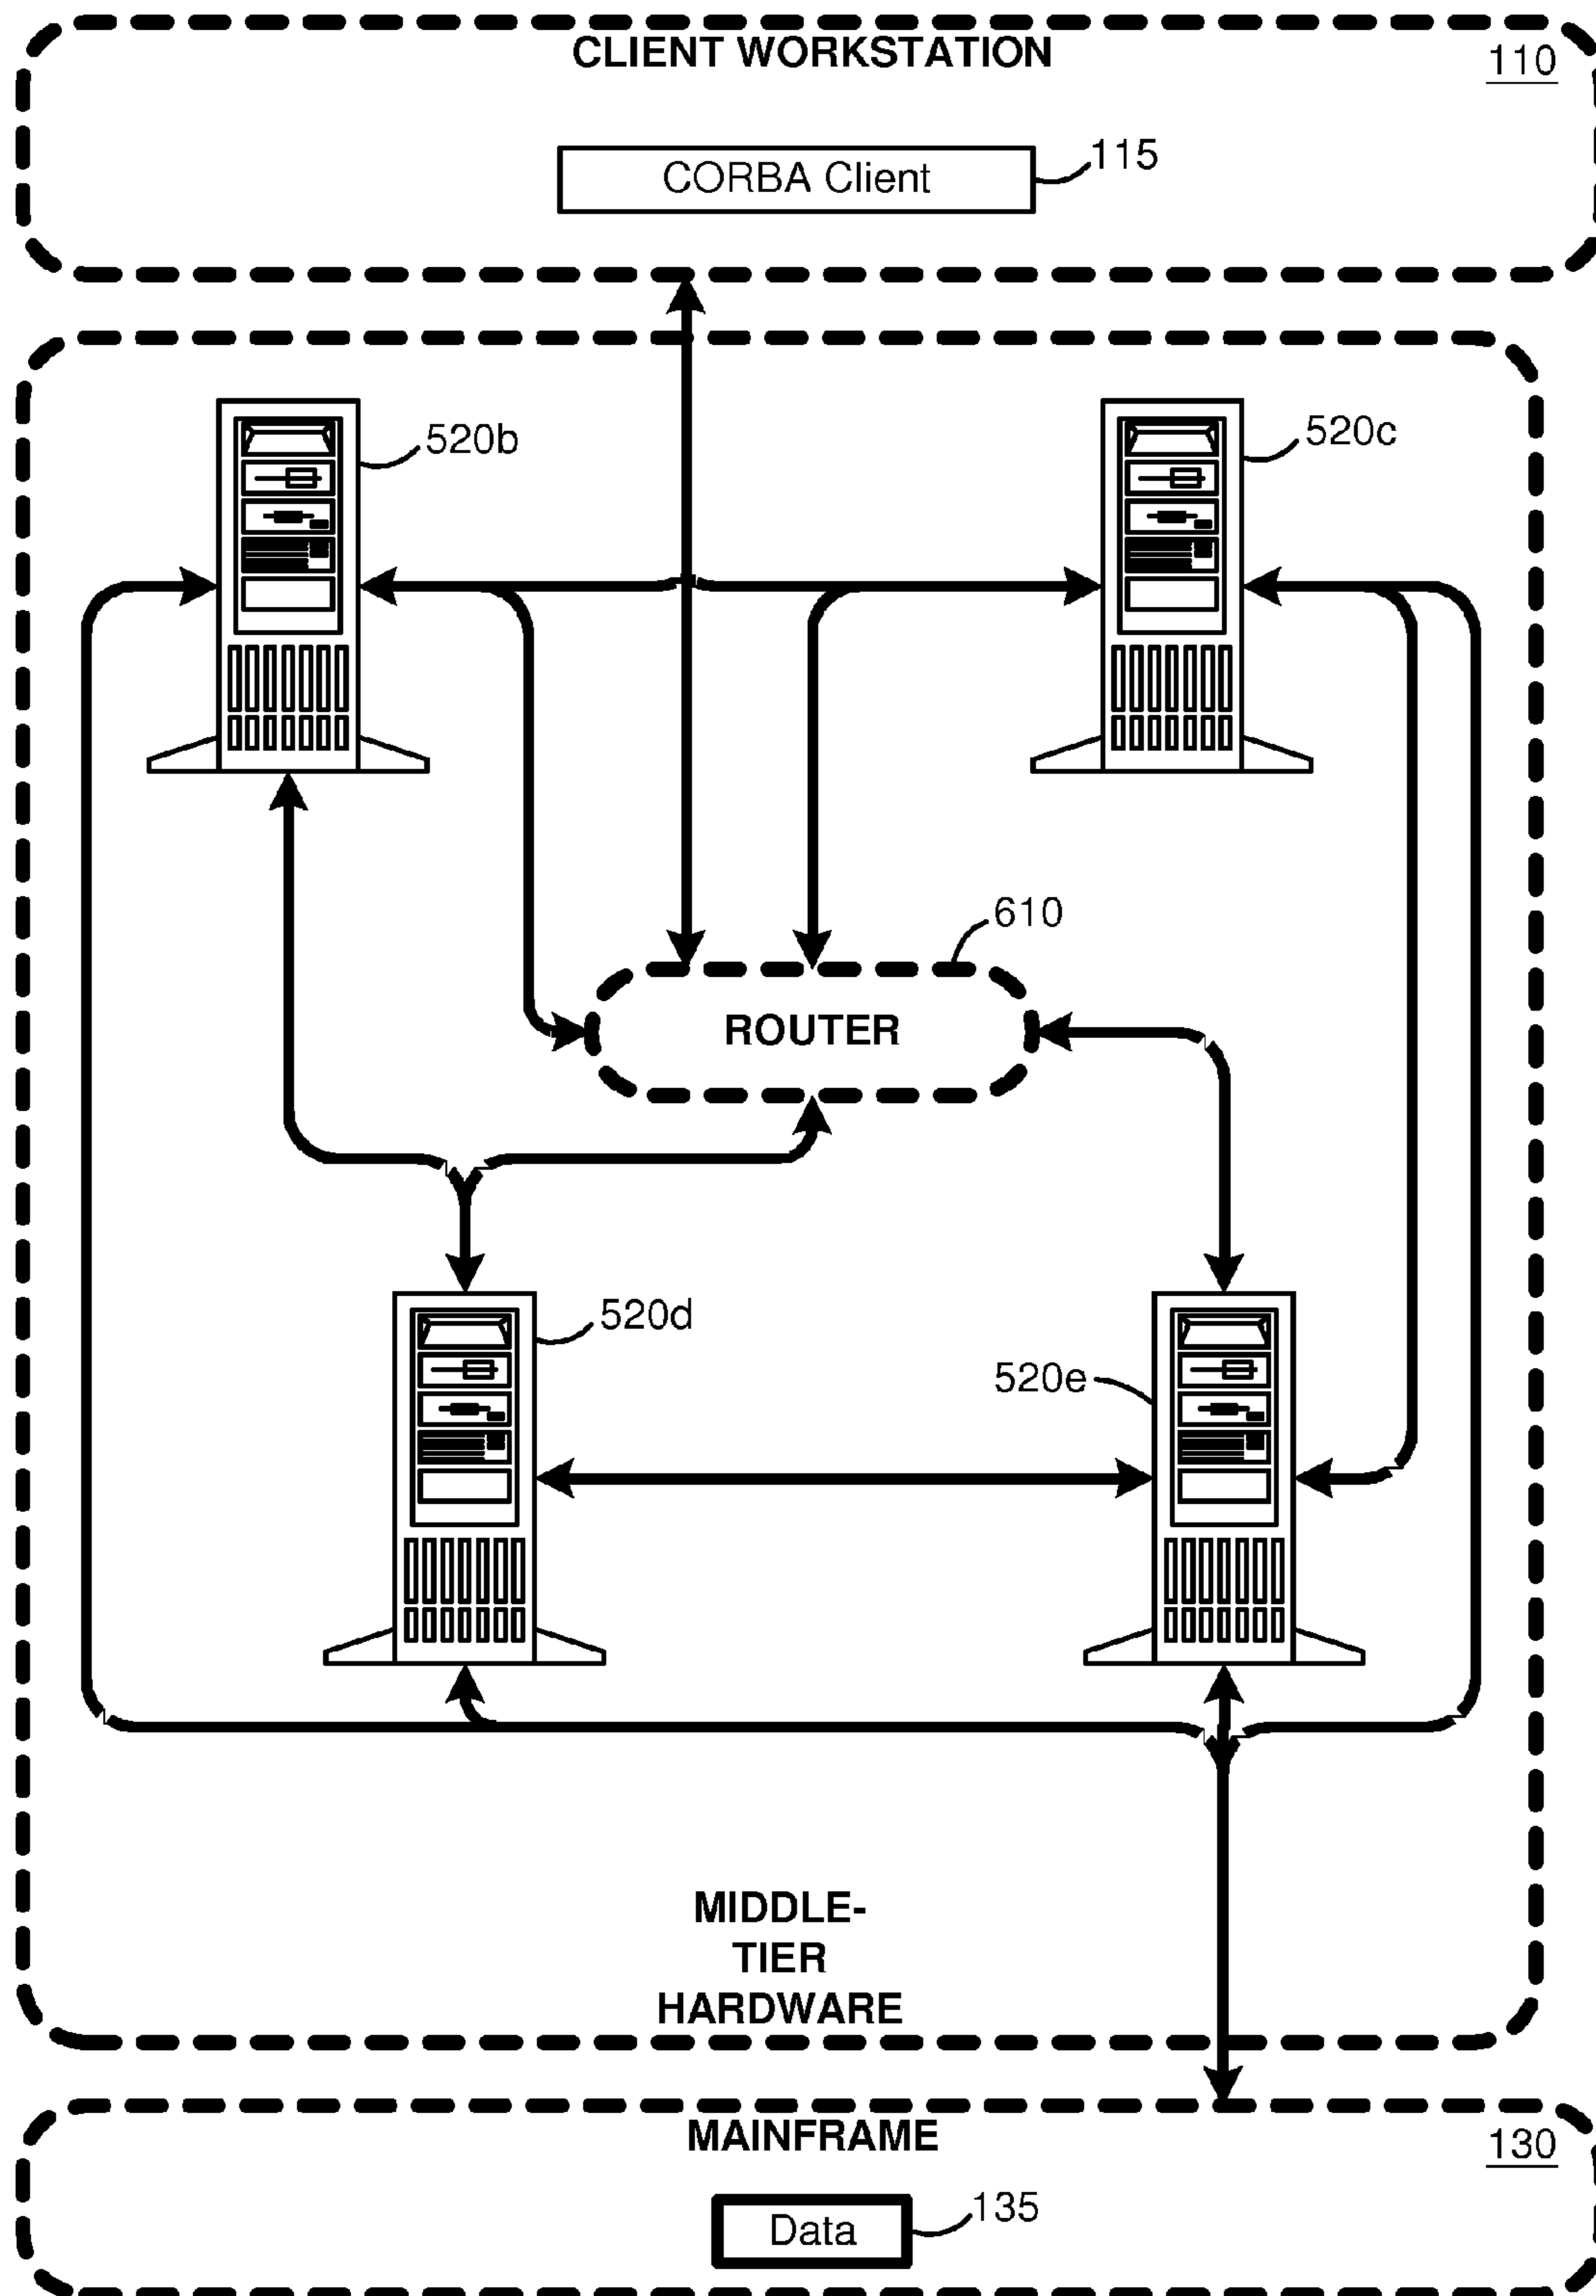 CLIENT WORKSTATION
110
CORBA Client
115
520b
520c
610
ROUTER
520d
520e
MIDDLE-
TIER
HARDWARE
MAINFRAME
130
Data
135